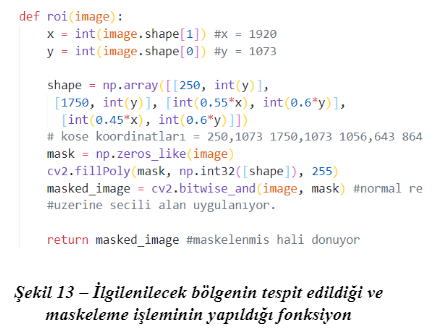 def roi(image):
    x = int(image.shape[1]) #x = 1920
    y = int(image.shape[0]) #y = 1073
    shape = np.array([[250, int(y)],
     [1750, int(y)], [int(0.55*x), int(0.6*y)],
      [int(0.45*x), int(0.6*y)]])
    # kose koordinatları = 250,1073 1750,1073 1056,643 864
    mask = np.zeros_like(image)
    cv2.fillPoly(mask, np.int32([shape]), 255)
    masked_image = cv2.bitwise_and(image, mask) #normal re
    #uzerine secili alan uygulanıyor.
    return masked_image #maskelenmis hali donuyor
Şekil 13 – İlgilenilecek bölgenin tespit edildiği ve
maskeleme işleminin yapıldığı fonksiyon